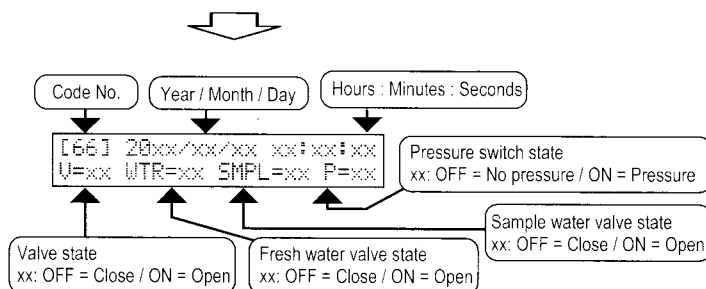 Code No.
Year / Month / Day
Hours : Minutes : Seconds
[66] 20xx/xx/xx xx:xx:xx
V=xx WTR=xx SMPL=xx P=xx
Pressure switch state
xx: OFF = No pressure / ON = Pressure
Sample water valve state
xx: OFF = Close / ON = Open
Valve state
xx: OFF = Close / ON = Open
Fresh water valve state
xx: OFF = Close / ON = Open